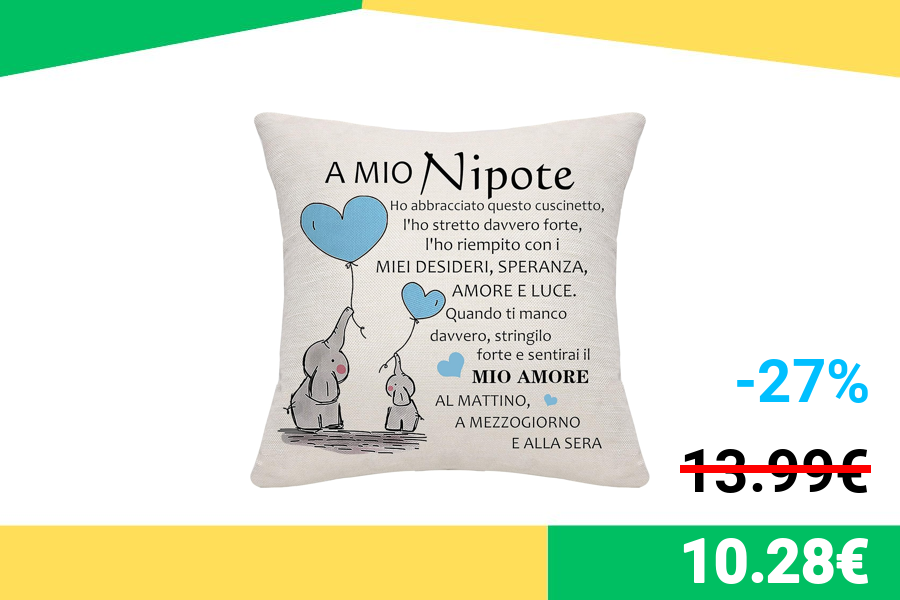 A MIO Nipote
Ho abbracciato questo cuscinetto,
l'ho stretto davvero forte,
l'ho riempito con i
MIEI DESIDERI, SPERANZA,
AMORE E LUCE.
Quando ti manco
davvero, stringilo
forte e sentirai il
MIO AMORE
AL MATTINO,
A MEZZOGIORNO
E ALLA SERA
-27%
13.99€
10.28€